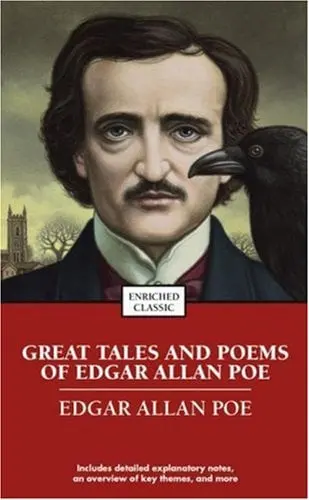 ENRICHED
CLASSIC
GREAT TALES AND POEMS
OF EDGAR ALLAN POE
EDGAR ALLAN POE
Includes detailed explanatory notes,
an overview of key themes, and more